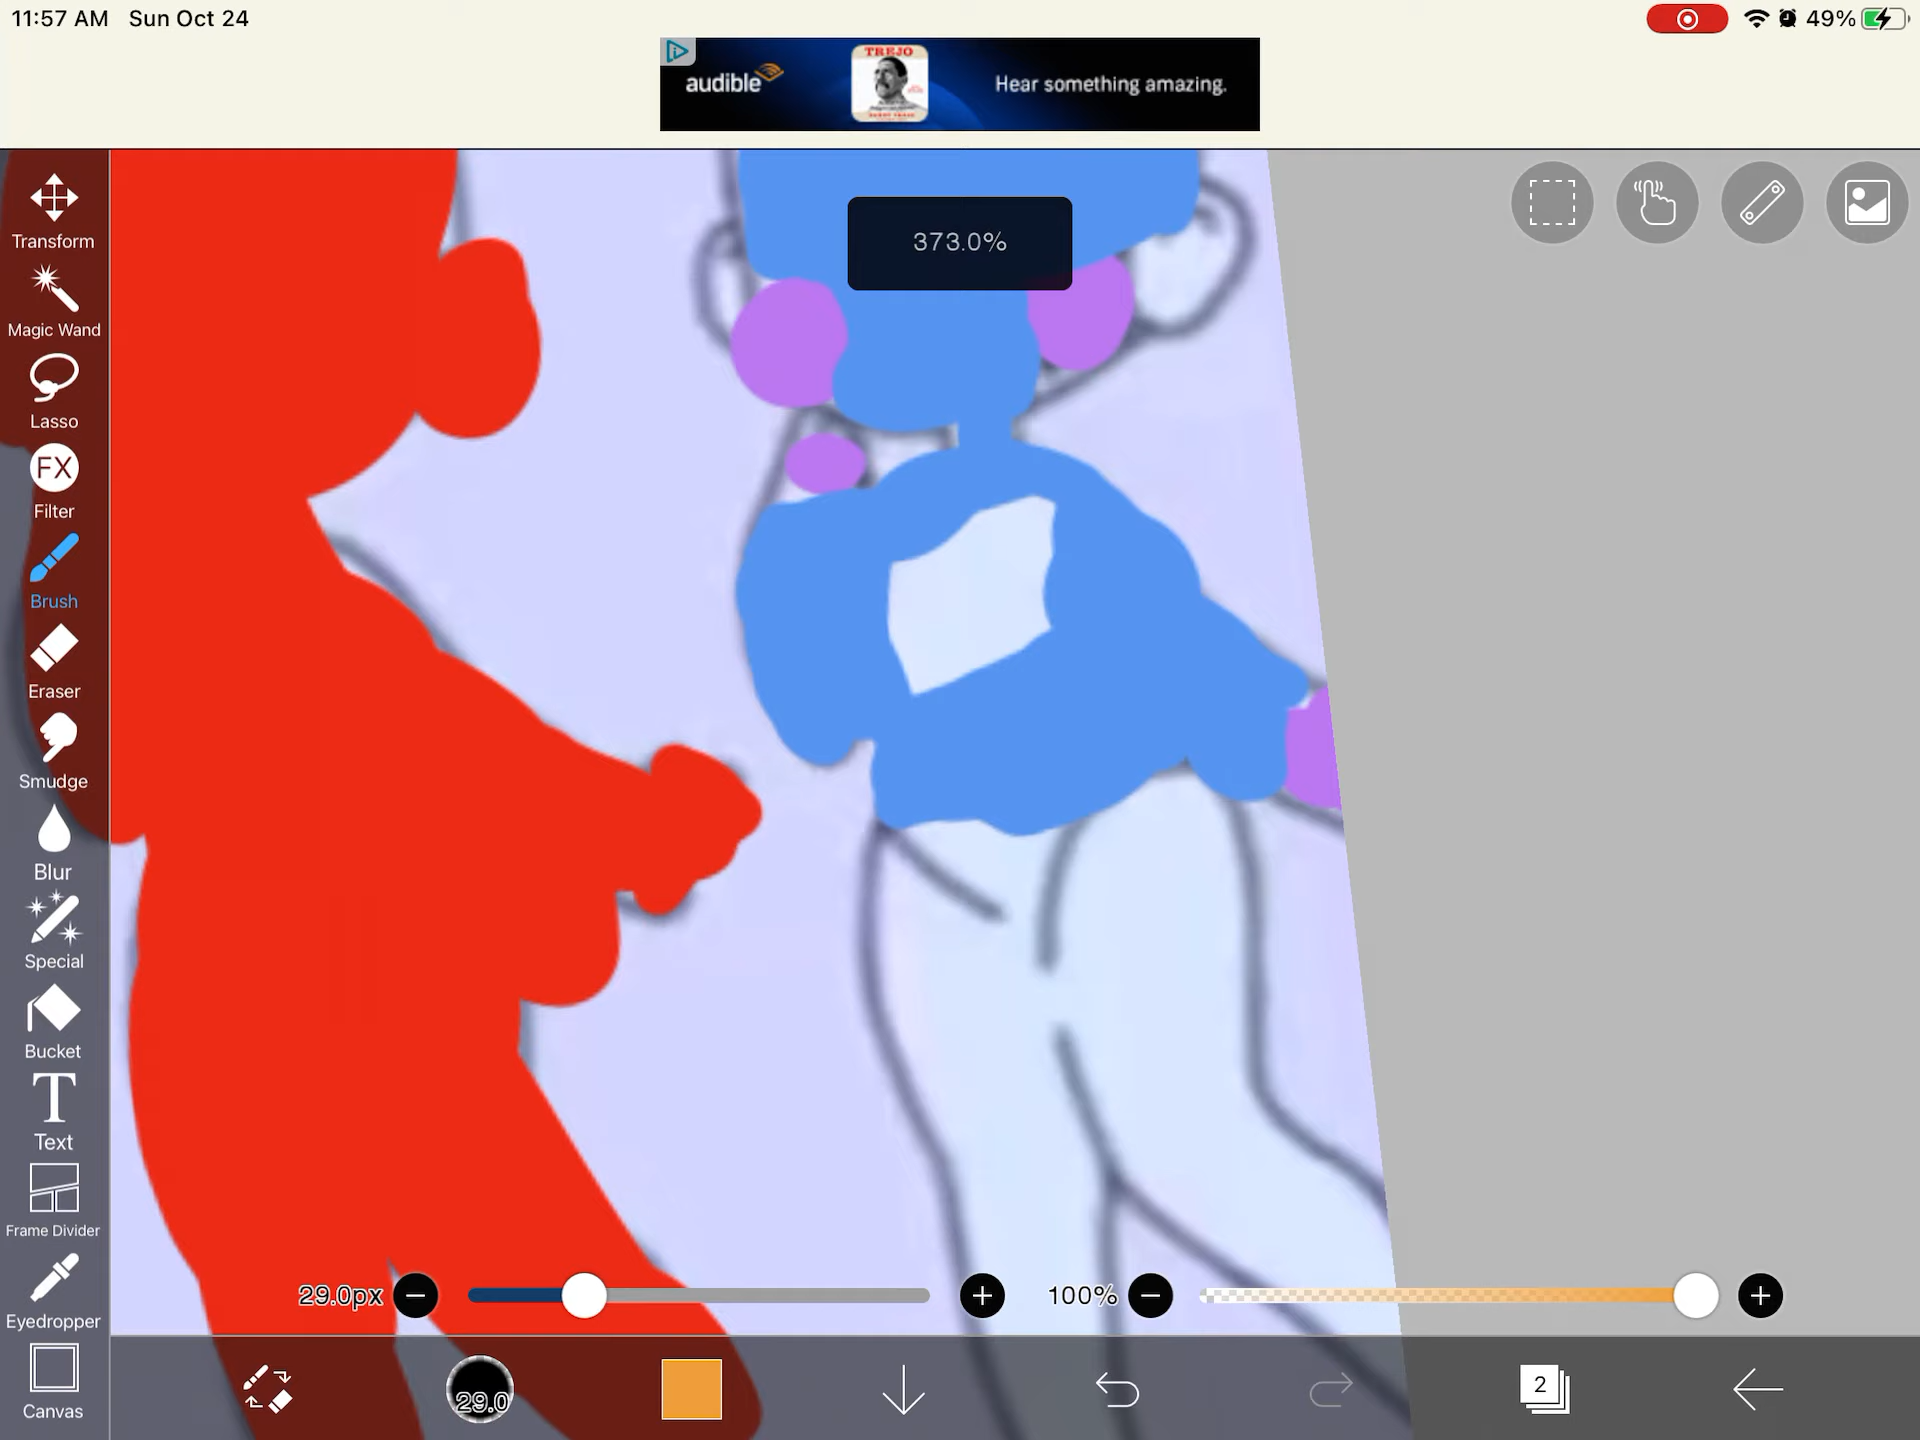 11:57 AM Sun Oct 24
49%
audible
TREJO
Hear something amazing.
373.0%
Transform
Magic Wand
Lasso
FX
Filter
Brush
Eraser
Smudge
Blur
Special
Bucket
T
Text
Frame Divider
Eyedropper
Canvas
29.0px
100%
29.0
2